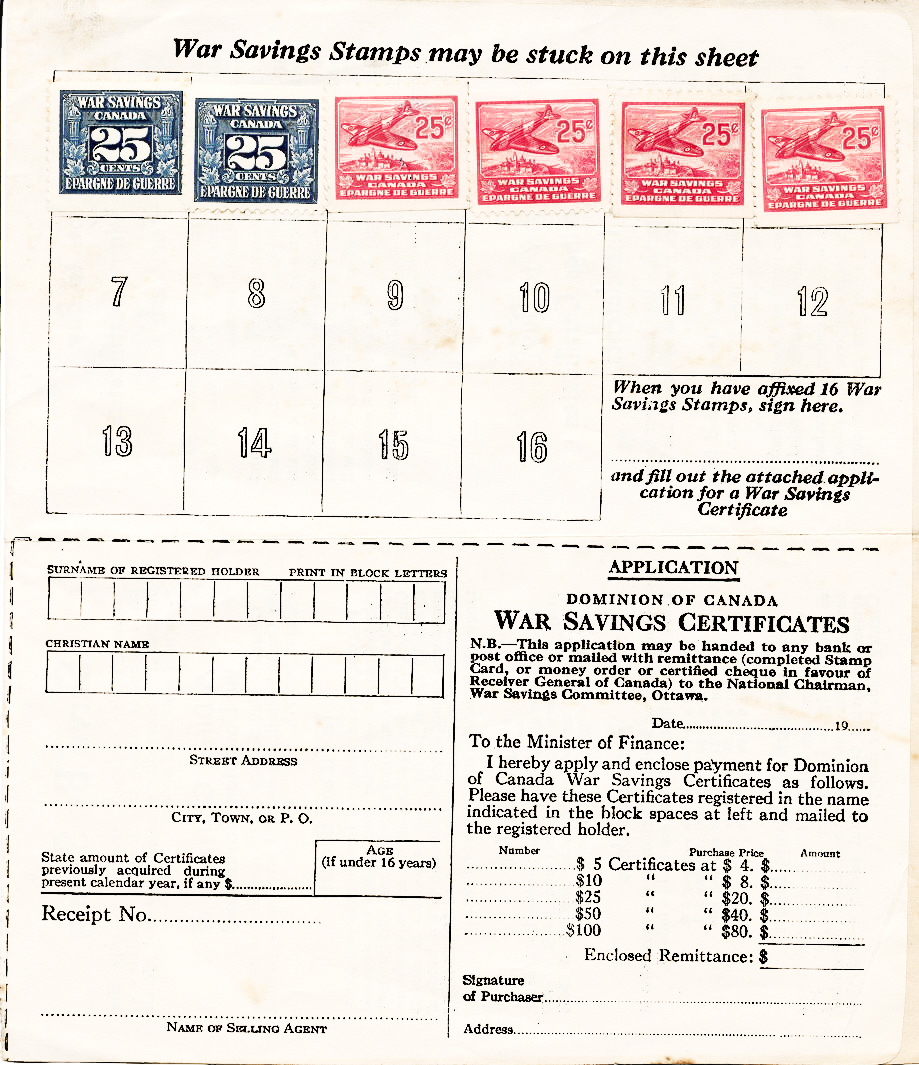 War Savings Stamps may be stuck on this sheet
WAR SAVINGS
CANADA
25
CENTS
EPARGNE DE GUERRE
WAR SAVINGS
CANADA
25
CENTS
EPARGNE DE GUERRE
25¢
WAR SAVINGS
CANADA
EPARGNE DE GUERRE
25¢
WAR SAVINGS
CANADA
EPARGNE DE GUERRE
25¢
WAR SAVINGS
CANADA
EPARGNE DE GUERRE
25¢
WAR SAVINGS
CANADA
EPARGNE DE GUERRE
7 8 9 10 11 12
13 14 15 16
When you have affixed 16 War
Savings Stamps, sign here.
and fill out the attached appli-
cation for a War Savings
Certificate
SURNAME OF REGISTERED HOLDER PRINT IN BLOCK LETTERS
CHRISTIAN NAME
STREET ADDRESS
CITY, TOWN, OR P. O.
State amount of Certificates
previously acquired during
present calendar year, if any $
AGE
(if under 16 years)
Receipt No.
NAME OF SELLING AGENT
APPLICATION
DOMINION OF CANADA
WAR SAVINGS CERTIFICATES
N.B.—This application may be handed to any bank or
post office or mailed with remittance (completed Stamp
Card, or money order or certified cheque in favour of
Receiver General of Canada) to the National Chairman,
War Savings Committee, Ottawa.
Date 19
To the Minister of Finance:
I hereby apply and enclose payment for Dominion
of Canada War Savings Certificates as follows.
Please have these Certificates registered in the name
indicated in the block spaces at left and mailed to
the registered holder.
Number Purchase Price Amount
$ 5 Certificates at $ 4. $
$10 “ “ $ 8. $
$25 “ “ $20. $
$50 “ “ $40. $
$100 “ “ $80. $
Enclosed Remittance: $
Signature
of Purchaser
Address